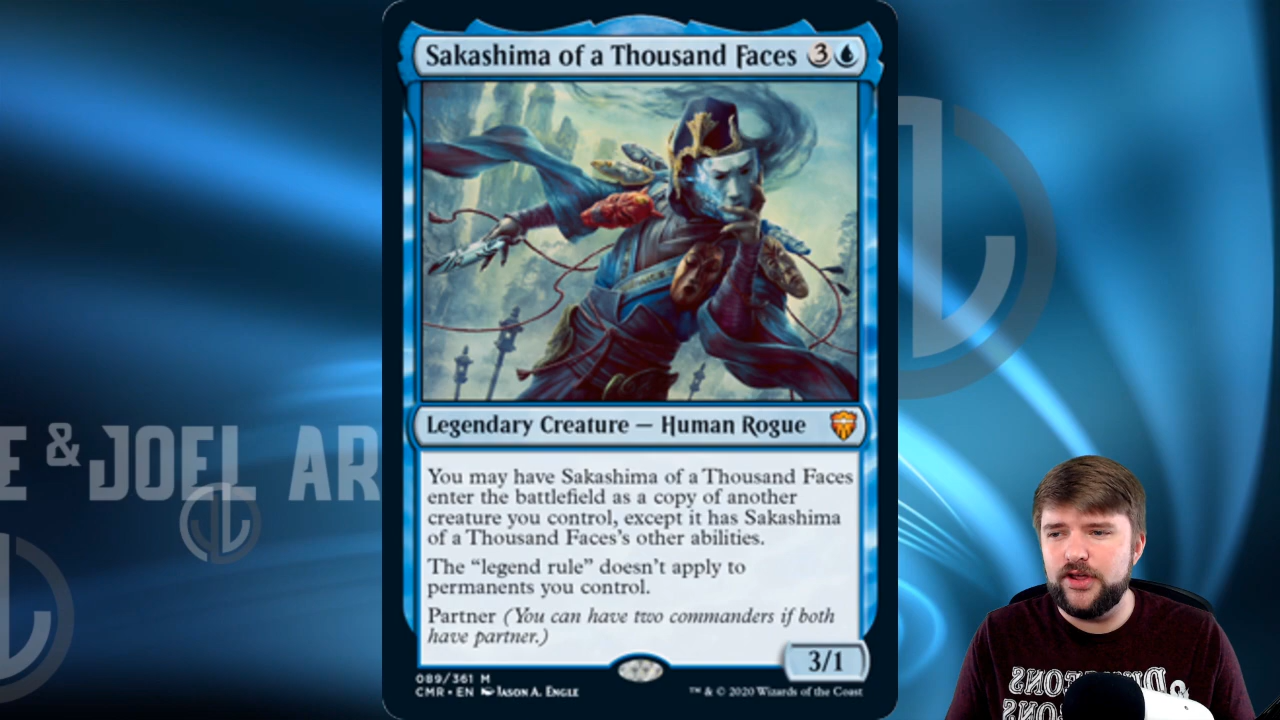 Sakashima of a Thousand Faces 3
Legendary Creature — Human Rogue
You may have Sakashima of a Thousand Faces
enter the battlefield as a copy of another
creature you control, except it has Sakashima
of a Thousand Faces's other abilities.
The “legend rule” doesn't apply to
permanents you control.
Partner (You can have two commanders if both
have partner.)
3/1
089/361 M
CMR • EN Jason A. Engle
™ & © 2020 Wizards of the Coast
E & JOEL AR
DUNGEONS
&